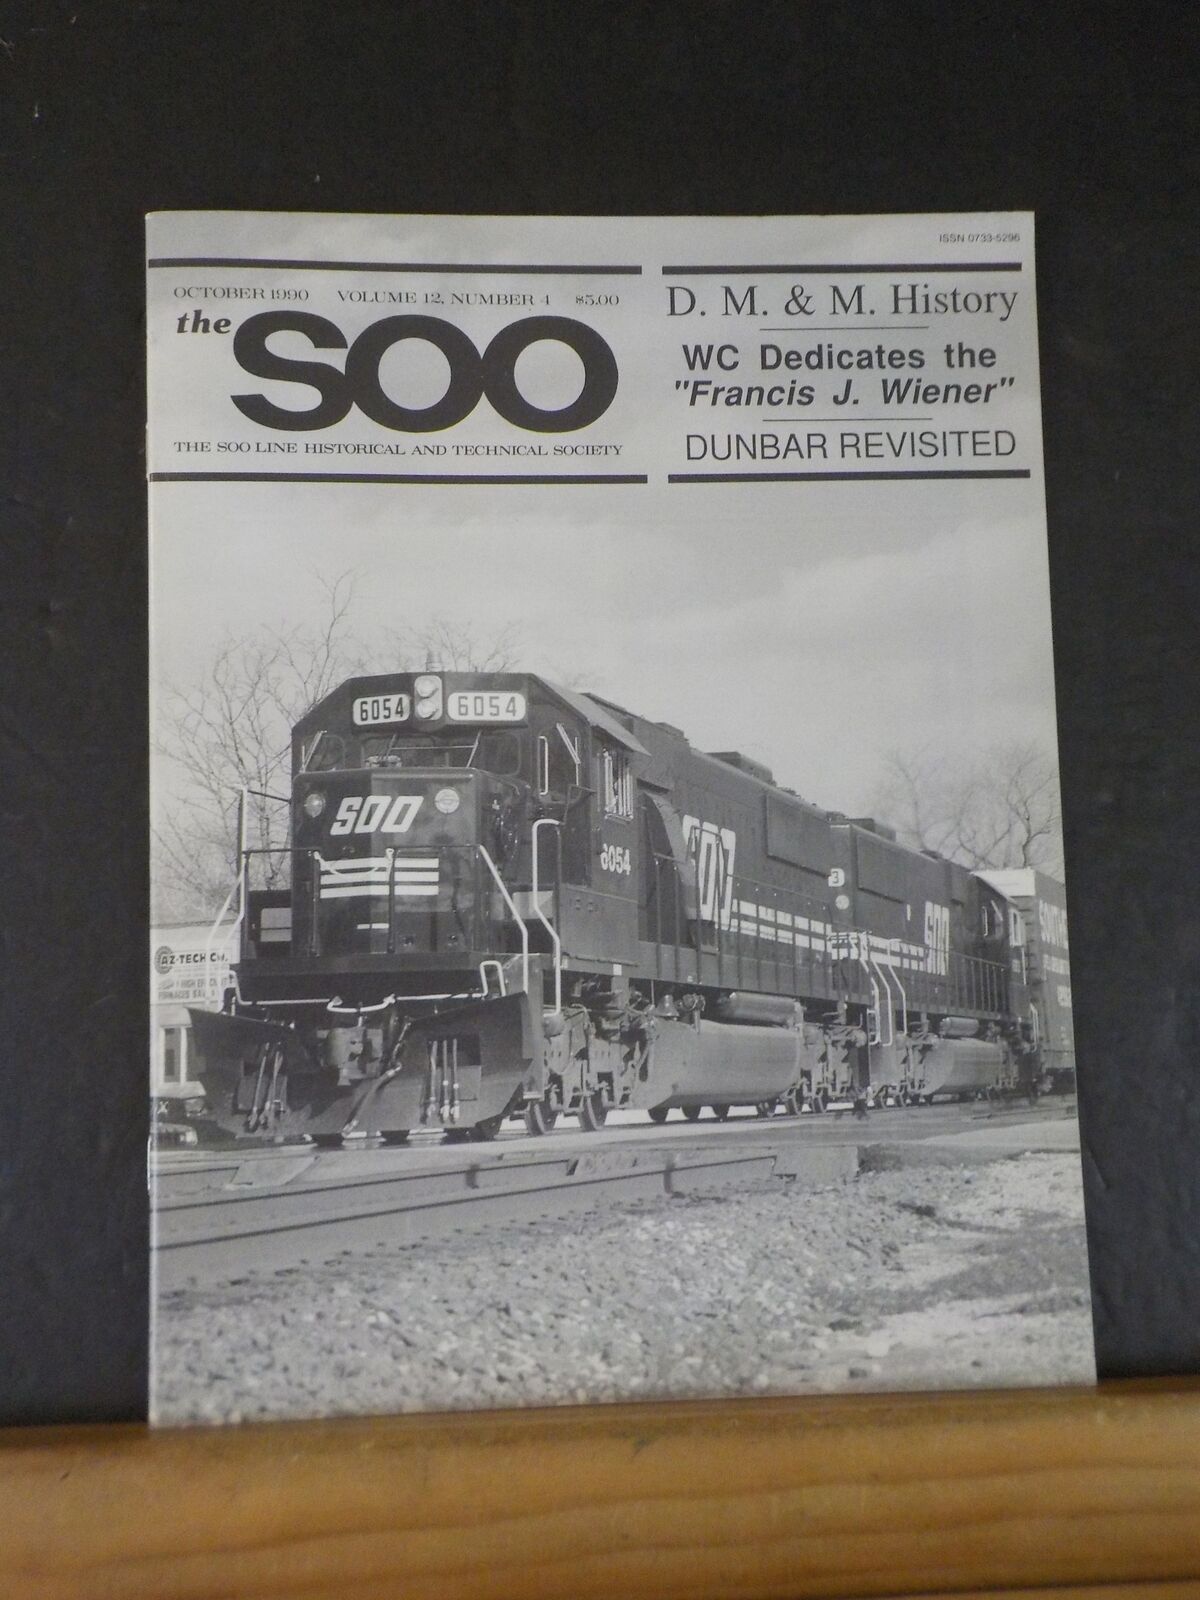 ISSN 0733-5296
OCTOBER 1990 VOLUME 12, NUMBER 4 $5.00
the SOO
THE SOO LINE HISTORICAL AND TECHNICAL SOCIETY
D. M. & M. History
WC Dedicates the
"Francis J. Wiener"
DUNBAR REVISITED
6054 6054
SOO
6054
SOO
3
SOO
AZ-TECH